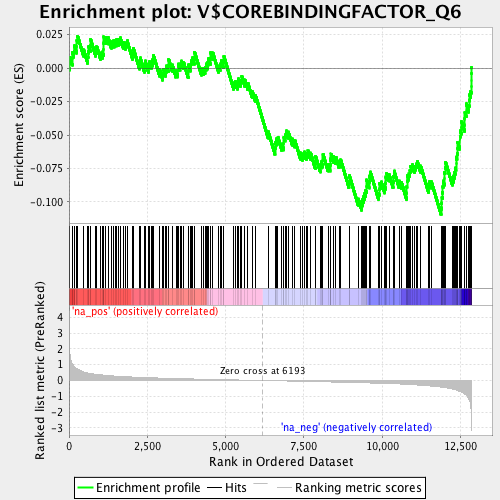 Enrichment plot: V$COREBINDINGFACTOR_Q6
Enrichment score (ES)
0.025
0.000
-0.025
-0.050
-0.075
-0.100
'na_pos' (positively correlated)
Ranked list metric (PreRanked)
4
3
2
1
0
-1
-2
-3
Zero cross at 6193
'na_neg' (negatively correlated)
0
2,500
5,000
7,500
10,000
12,500
Rank in Ordered Dataset
Enrichment profile
Hits
Ranking metric scores